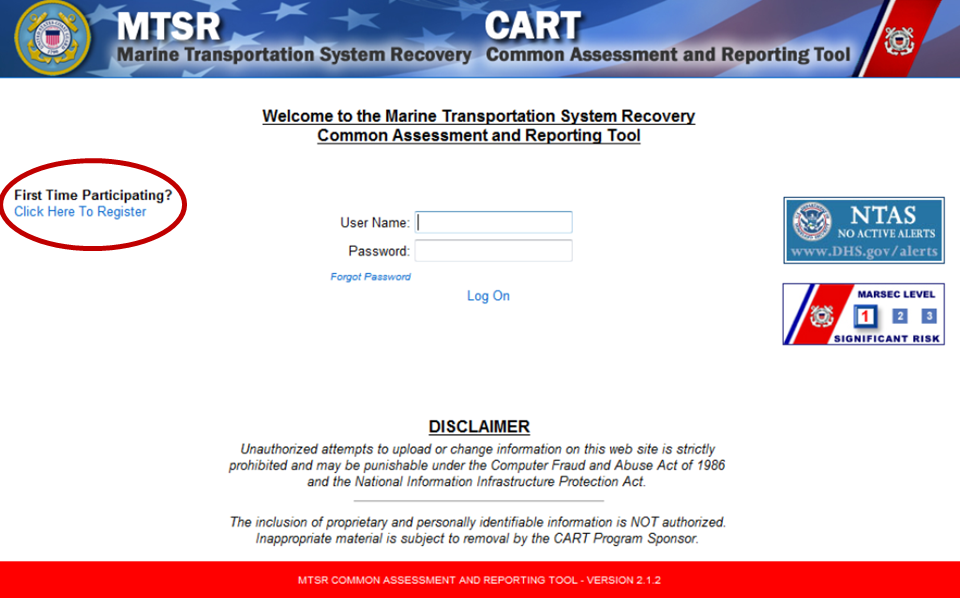 MTSR
Marine Transportation System Recovery
CART
Common Assessment and Reporting Tool
Welcome to the Marine Transportation System Recovery
Common Assessment and Reporting Tool
First Time Participating?
Click Here To Register
User Name:
Password:
Forgot Password
Log On
NTAS
NO ACTIVE ALERTS
www.DHS.gov/alerts
MARSEC LEVEL
1 2 3
SIGNIFICANT RISK
DISCLAIMER
Unauthorized attempts to upload or change information on this web site is strictly
prohibited and may be punishable under the Computer Fraud and Abuse Act of 1986
and the National Information Infrastructure Protection Act.
The inclusion of proprietary and personally identifiable information is NOT authorized.
Inappropriate material is subject to removal by the CART Program Sponsor.
MTSR COMMON ASSESSMENT AND REPORTING TOOL - VERSION 2.1.2